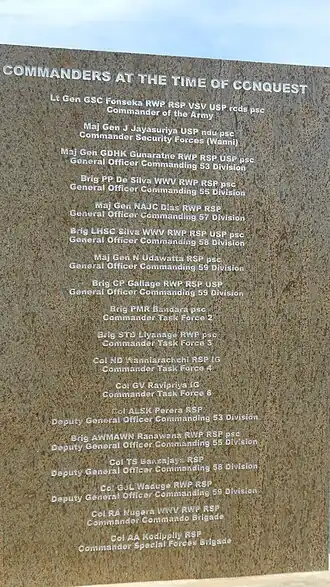 COMMANDERS AT THE TIME OF CONQUEST
Lt Gen GSC Fonseka RWP RSP VSV USP rcds psc
Commander of the Army
Maj Gen J Jayasuriya USP ndu psc
Commander Security Forces (Wanni)
Maj Gen GDHK Gunaratne RWP RSP USP psc
General Officer Commanding 53 Division
Brig PP De Silva WWV RWP RSP psc
General Officer Commanding 55 Division
Maj Gen NAJC Dias RWP RSP
General Officer Commanding 57 Division
Brig LHSC Silva WWV RWP RSP USP psc
General Officer Commanding 58 Division
Maj Gen N Udawatta RSP psc
General Officer Commanding 59 Division
Brig CP Gallage RWP RSP USP
General Officer Commanding 59 Division
Brig PMR Bandara psc
Commander Task Force 2
Brig STG Liyanage RWP psc
Commander Task Force 3
Col ND Wanniarachchi RSP IG
Commander Task Force 4
Col GV Ravipriya IG
Commander Task Force 8
Col ALSK Perera RSP
Deputy General Officer Commanding 53 Division
Brig AWMAWN Ranawana RWP RSP psc
Deputy General Officer Commanding 55 Division
Col TS Bansajaya RSP
Deputy General Officer Commanding 58 Division
Col GJL Waduge RWP RSP
Deputy General Officer Commanding 59 Division
Col RA Nugera WWV RWP RSP
Commander Commando Brigade
Col AA Kodippily RSP
Commander Special Forces Brigade